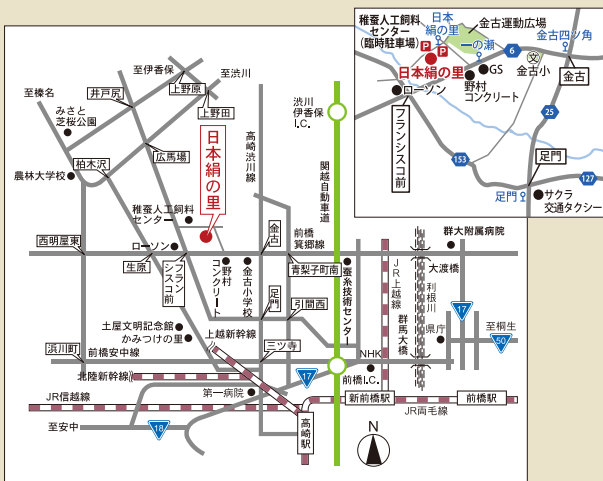 稚蚕人工飼料
センター
(臨時駐車場)
日本
絹の里
金古運動広場
金古四ツ角
6
P
P
一の瀬
日本絹の里
GS
文
金古小
金古
野村
コンクリート
ローソン
フランシスコ前
25
153
足門
127
足門
サクラ
交通タクシー
至伊香保
至渋川
上野原
上野田
至榛名
井戸尻
みさと
芝桜公園
渋川
伊香保
I.C.
高崎渋川線
日本絹の里
広馬場
柏木沢
農林大学校
関越自動車道
稚蚕人工飼料
センター
西明屋東
ローソン
生原
フランシスコ前
野村コンクリート
金古小学校
金古
足門
前橋
箕郷線
青梨子町南
引間西
蚕糸技術センター
JR上越線
利根川
群馬大橋
群大附属病院
大渡橋
17
県庁
至桐生
50
土屋文明記念館
かみつけの里
上越新幹線
三ツ寺
浜川町
前橋安中線
北陸新幹線
17
NHK
前橋I.C.
第一病院
JR信越線
新前橋駅
前橋駅
JR両毛線
至安中
18
高崎駅
N